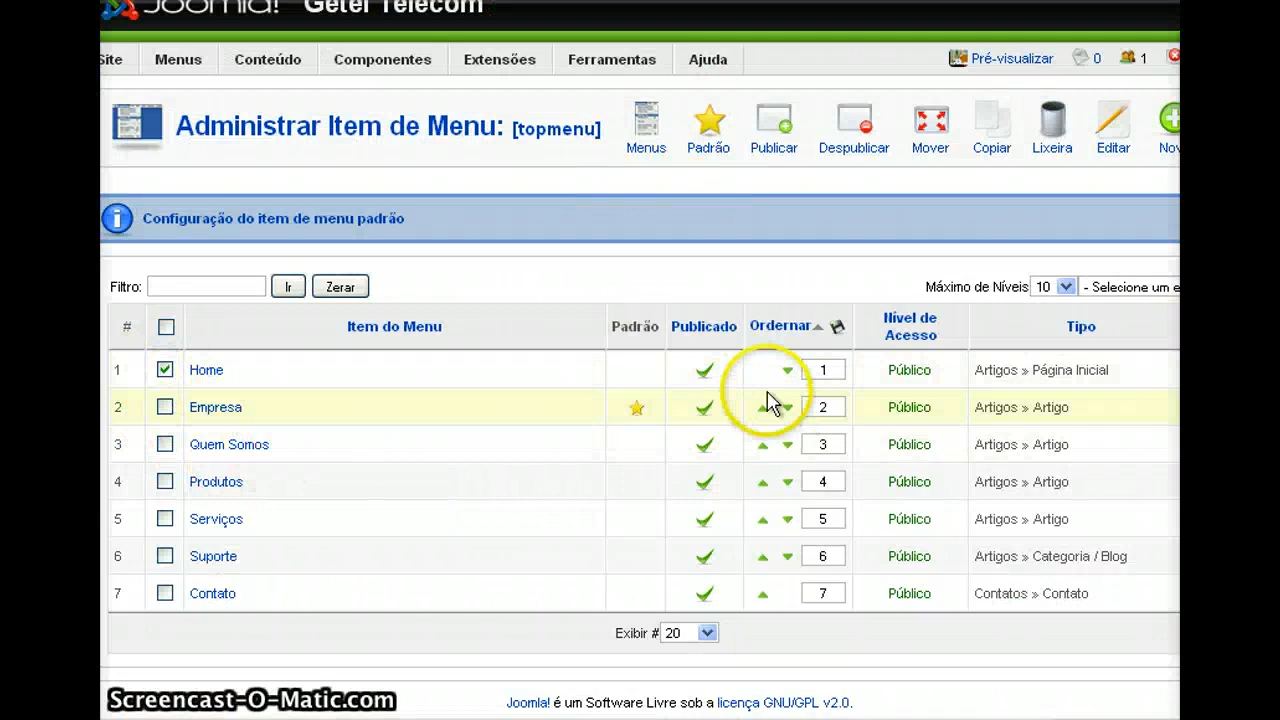 Joomla! Getel Telecom
Site Menus Conteúdo Componentes Extensões Ferramentas Ajuda Pré-visualizar 0 1
Administrar Item de Menu: [topmenu]
Menus Padrão Publicar Despublicar Mover Copiar Lixeira Editar
Configuração do item de menu padrão
Filtro: Ir Zerar Máximo de Níveis 10 - Selecione um e
# Item do Menu Padrão Publicado Ordernar Nível de Acesso Tipo
1 Home 1 Público Artigos » Página Inicial
2 Empresa 2 Público Artigos » Artigo
3 Quem Somos 3 Público Artigos » Artigo
4 Produtos 4 Público Artigos » Artigo
5 Serviços 5 Público Artigos » Artigo
6 Suporte 6 Público Artigos » Categoria / Blog
7 Contato 7 Público Contatos » Contato
Exibir # 20
Screencast-O-Matic.com
Joomla! é um Software Livre sob a licença GNU/GPL v2.0.